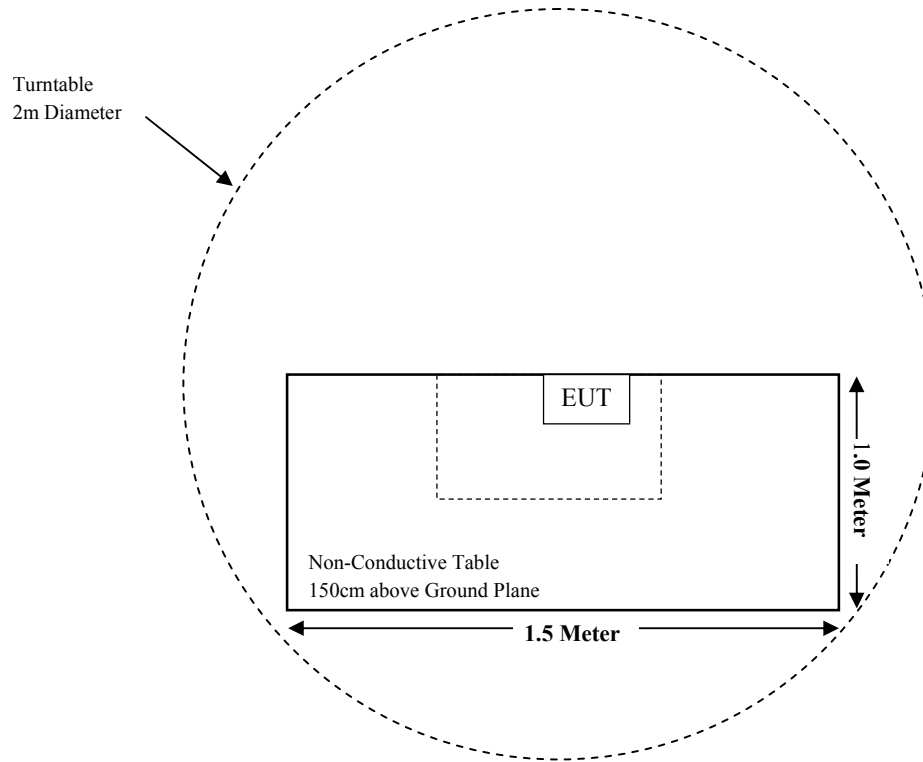 Turntable
2m Diameter
EUT
1.0 Meter
Non-Conductive Table
150cm above Ground Plane
1.5 Meter